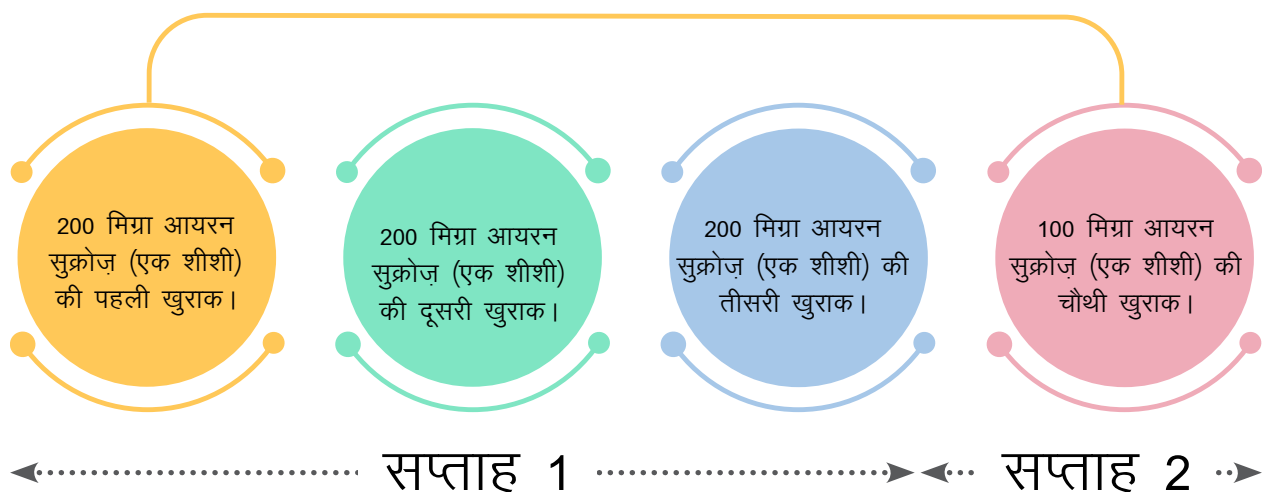 200 मिग्रा आयरन
सुक्रोज़ (एक शीशी)
की पहली खुराक।
200 मिग्रा आयरन
सुक्रोज़ (एक शीशी)
की दूसरी खुराक।
200 मिग्रा आयरन
सुक्रोज़ (एक शीशी) की
तीसरी खुराक।
100 मिग्रा आयरन
सुक्रोज़ (एक शीशी) की
चौथी खुराक।
सप्ताह 1
सप्ताह 2